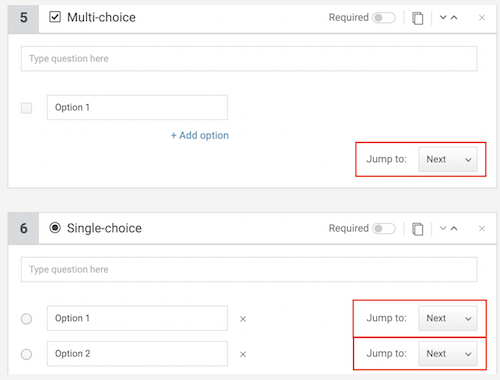 5 Multi-choice Required
Type question here
Option 1
+ Add option
Jump to: Next
6 Single-choice Required
Type question here
Option 1 Jump to: Next
Option 2 Jump to: Next